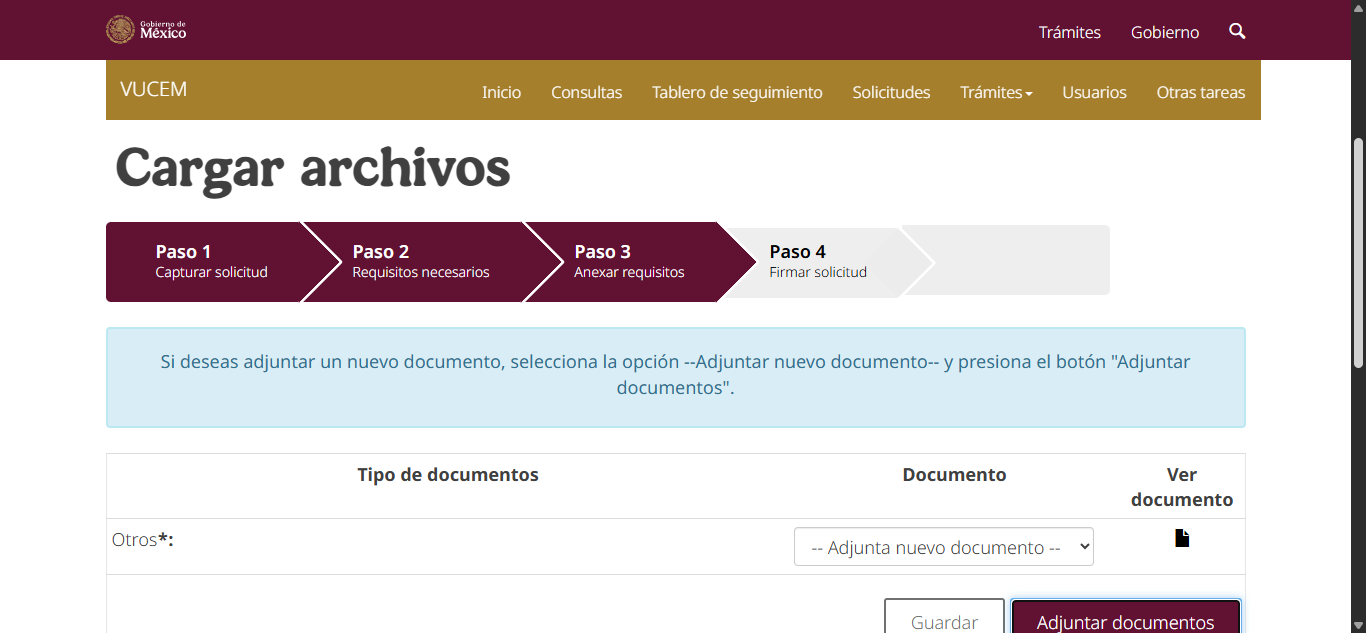 Gobierno de
México
Trámites
Gobierno
VUCEM
Inicio
Consultas
Tablero de seguimiento
Solicitudes
Trámites
Usuarios
Otras tareas
Cargar archivos
Paso 1
Capturar solicitud
Paso 2
Requisitos necesarios
Paso 3
Anexar requisitos
Paso 4
Firmar solicitud
Si deseas adjuntar un nuevo documento, selecciona la opción --Adjuntar nuevo documento-- y presiona el botón "Adjuntar
documentos".
Tipo de documentos
Documento
Ver
documento
Otros*:
-- Adjunta nuevo documento --
Guardar
Adjuntar documentos